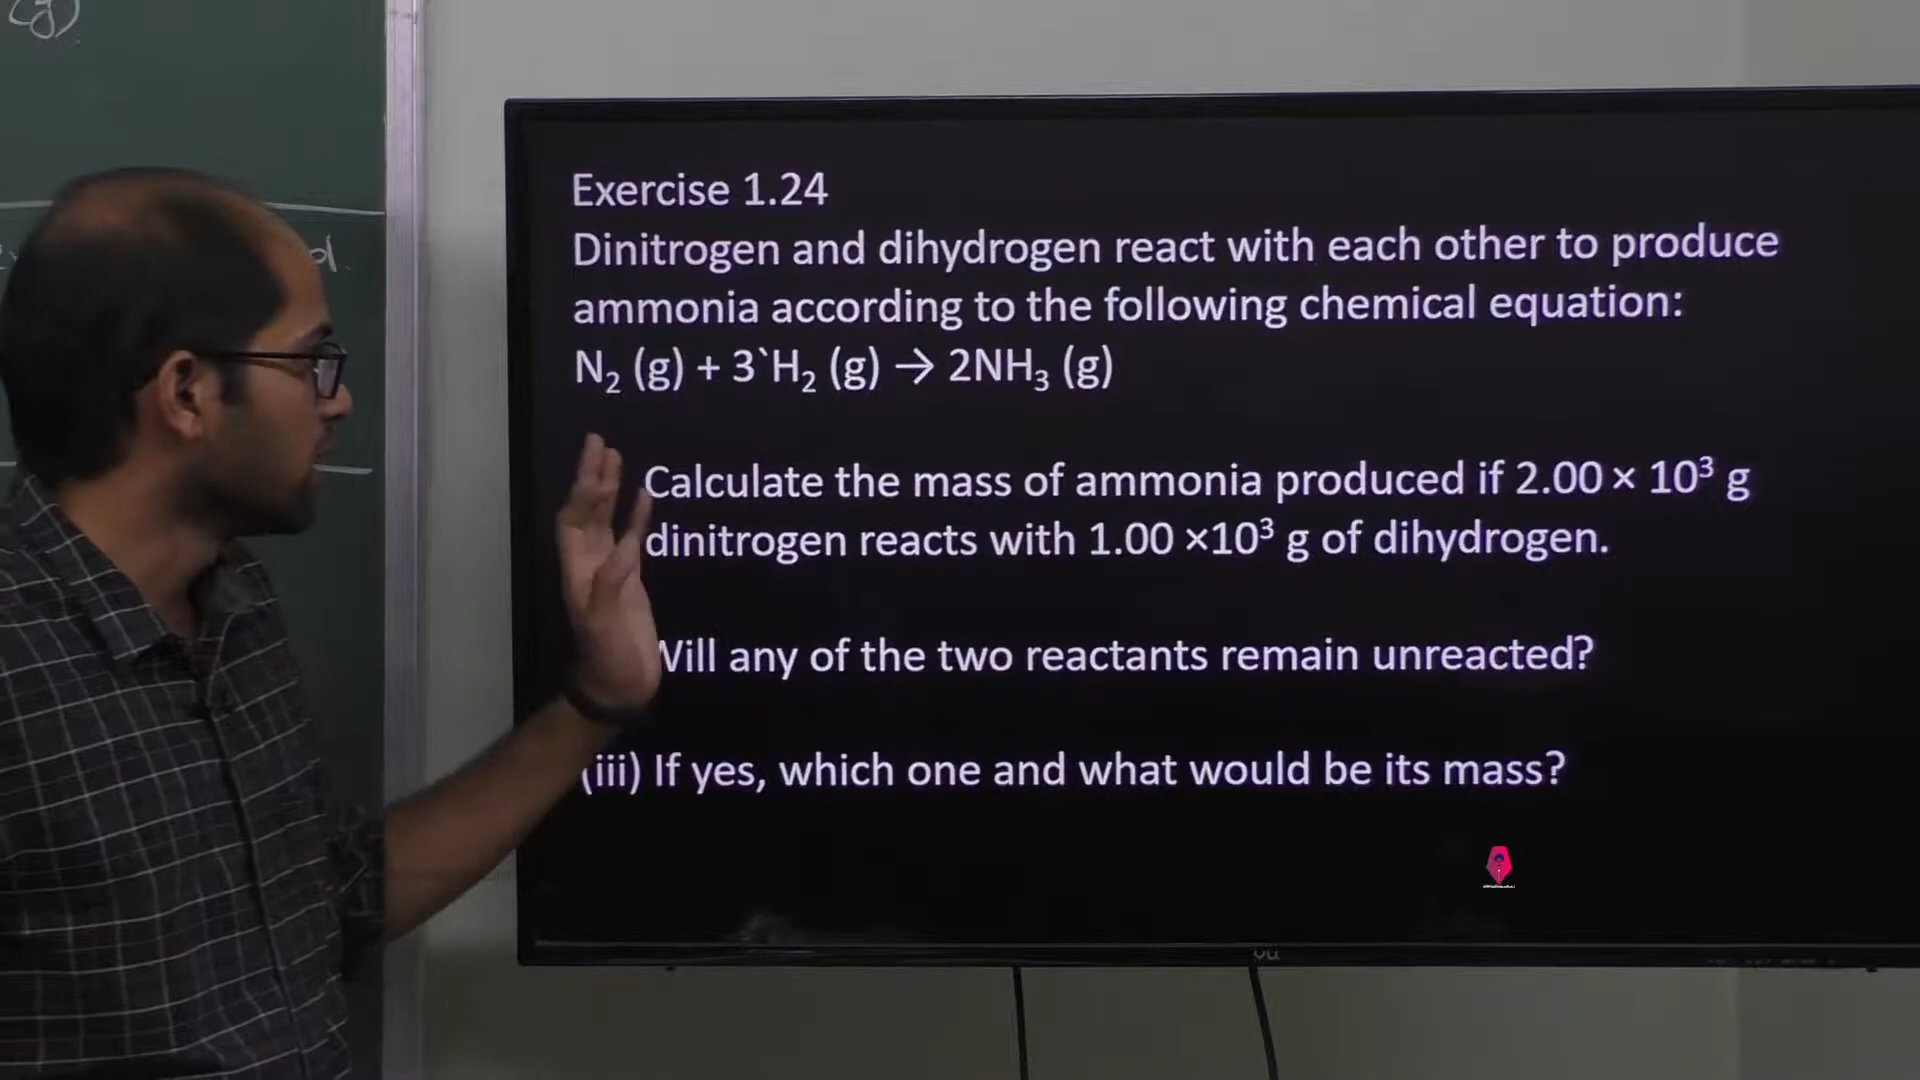 (g)
d.
Exercise 1.24
Dinitrogen and dihydrogen react with each other to produce
ammonia according to the following chemical equation:
N₂ (g) + 3`H₂ (g) → 2NH₃ (g)
Calculate the mass of ammonia produced if 2.00 × 10³ g
dinitrogen reacts with 1.00 ×10³ g of dihydrogen.
Will any of the two reactants remain unreacted?
(iii) If yes, which one and what would be its mass?